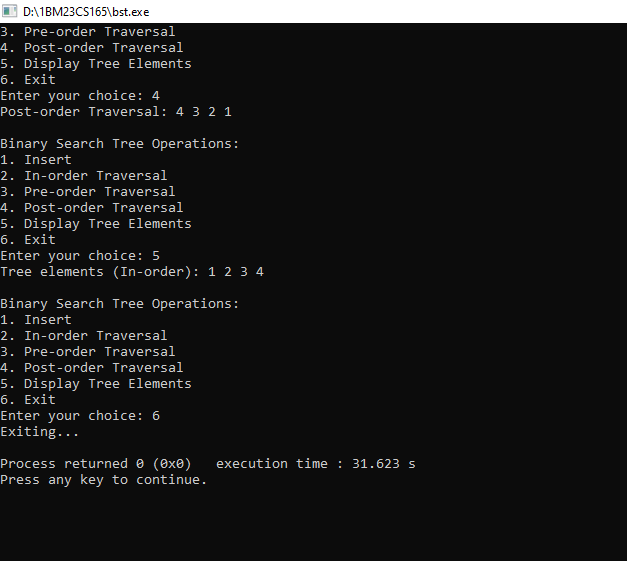 D:\1BM23CS165\bst.exe
3. Pre-order Traversal
4. Post-order Traversal
5. Display Tree Elements
6. Exit
Enter your choice: 4
Post-order Traversal: 4 3 2 1

Binary Search Tree Operations:
1. Insert
2. In-order Traversal
3. Pre-order Traversal
4. Post-order Traversal
5. Display Tree Elements
6. Exit
Enter your choice: 5
Tree elements (In-order): 1 2 3 4

Binary Search Tree Operations:
1. Insert
2. In-order Traversal
3. Pre-order Traversal
4. Post-order Traversal
5. Display Tree Elements
6. Exit
Enter your choice: 6
Exiting...

Process returned 0 (0x0)   execution time : 31.623 s
Press any key to continue.